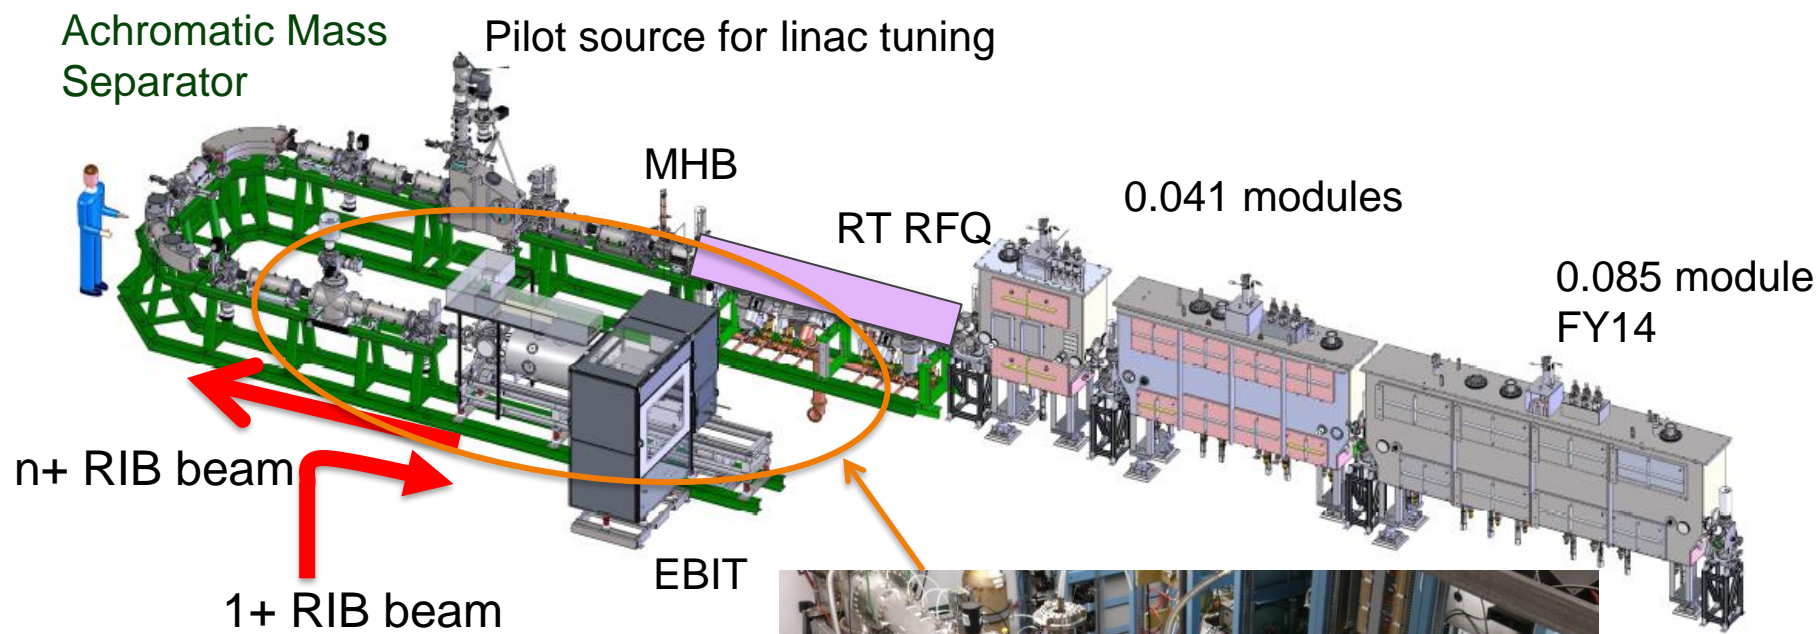 Achromatic Mass
Separator
Pilot source for linac tuning
MHB
RT RFQ
0.041 modules
0.085 module
FY14
n+ RIB beam
EBIT
1+ RIB beam